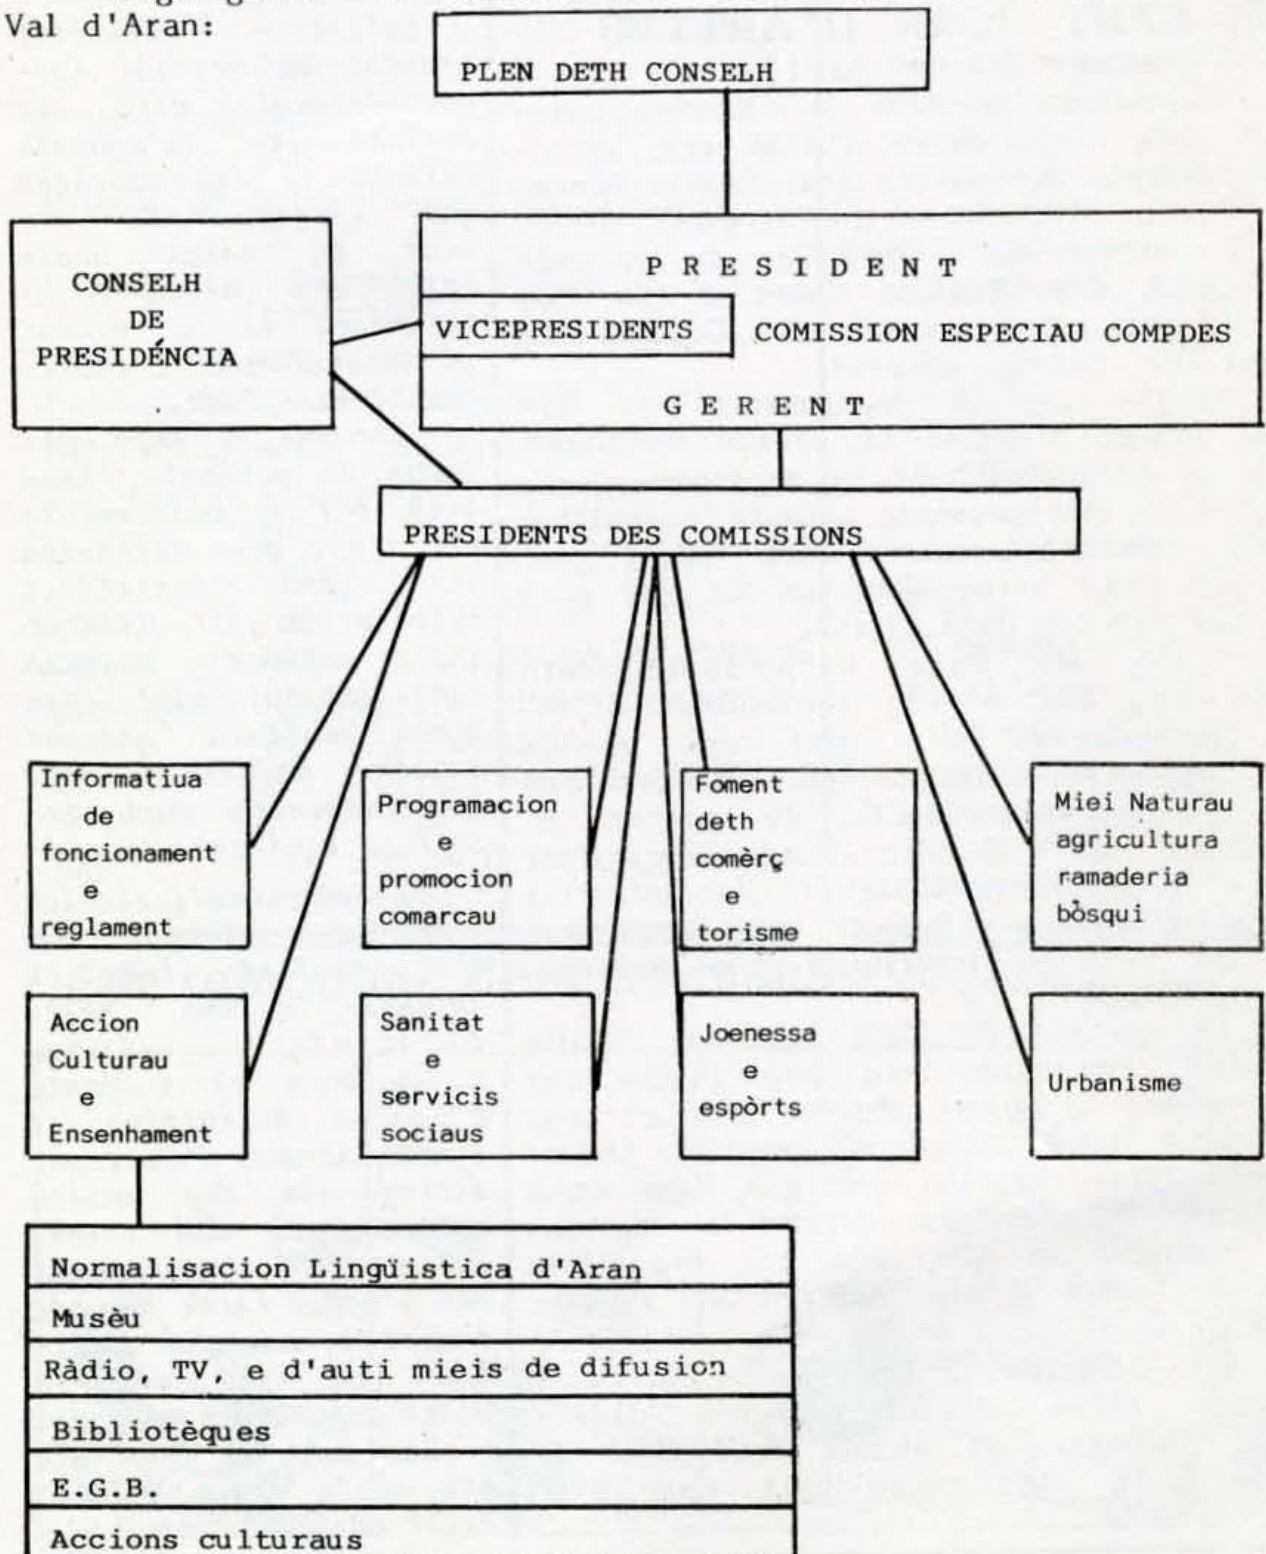 Val d'Aran:
PLEN DETH CONSELH
CONSELH
DE
PRESIDÉNCIA
P R E S I D E N T
VICEPRESIDENTS
COMISSION ESPECIAU COMPDES
G E R E N T
PRESIDENTS DES COMISSIONS
Informatiua
de
foncionament
e
reglament
Programacion
e
promocion
comarcau
Foment
deth
comèrç
e
torisme
Miei Naturau
agricultura
ramaderia
bòsqui
Accion
Culturau
e
Ensenhament
Sanitat
e
servicis
sociaus
Joenessa
e
espòrts
Urbanisme
Normalisacion Lingüistica d'Aran
Musèu
Ràdio, TV, e d'auti mieis de difusion
Bibliotèques
E.G.B.
Accions culturaus